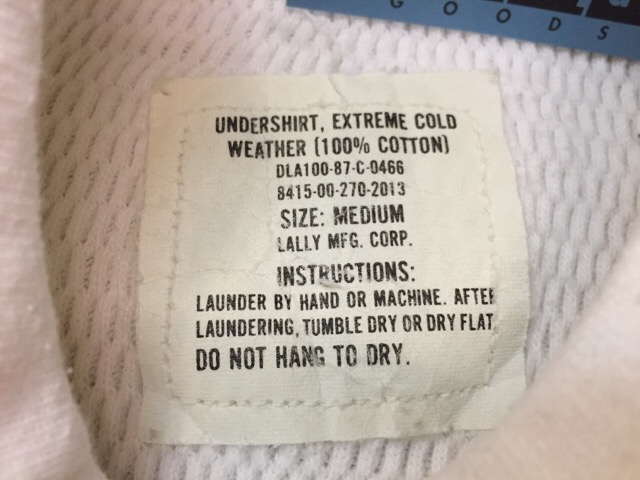 GOODS
UNDERSHIRT, EXTREME COLD
WEATHER (100% COTTON)
DLA100-87-C-0466
8415-00-270-2013
SIZE: MEDIUM
LALLY MFG. CORP.
INSTRUCTIONS:
LAUNDER BY HAND OR MACHINE. AFTER
LAUNDERING, TUMBLE DRY OR DRY FLAT
DO NOT HANG TO DRY.